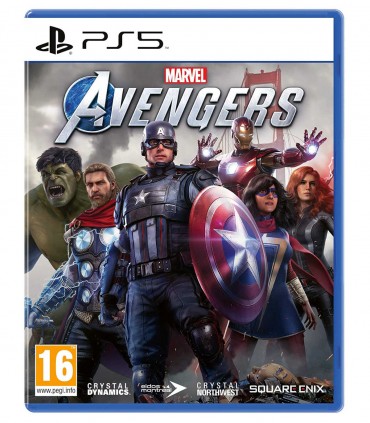 PS5
MARVEL
AVENGERS
16
www.pegi.info
CRYSTAL
DYNAMICS
eidos
montréal
CRYSTAL
NORTHWEST
SQUARE ENIX